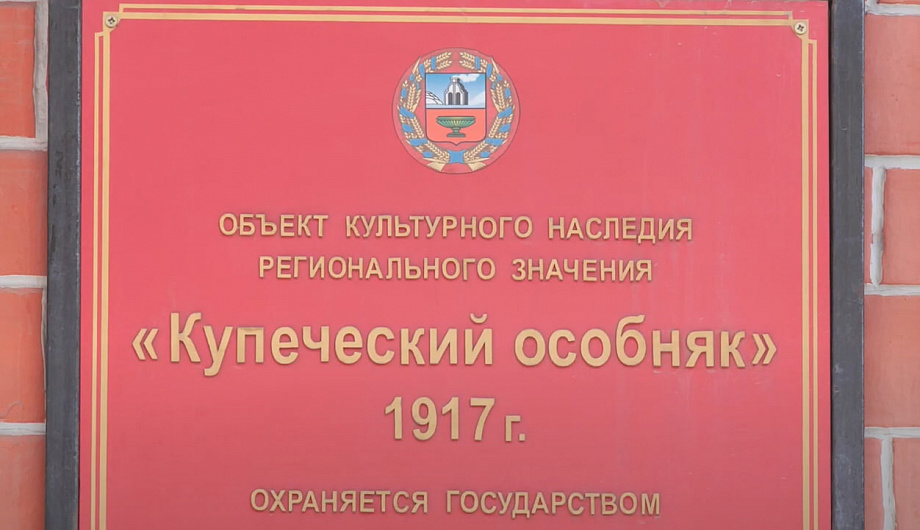 ОБЪЕКТ КУЛЬТУРНОГО НАСЛЕДИЯ
РЕГИОНАЛЬНОГО ЗНАЧЕНИЯ
«Купеческий особняк»
1917 г.
ОХРАНЯЕТСЯ ГОСУДАРСТВОМ